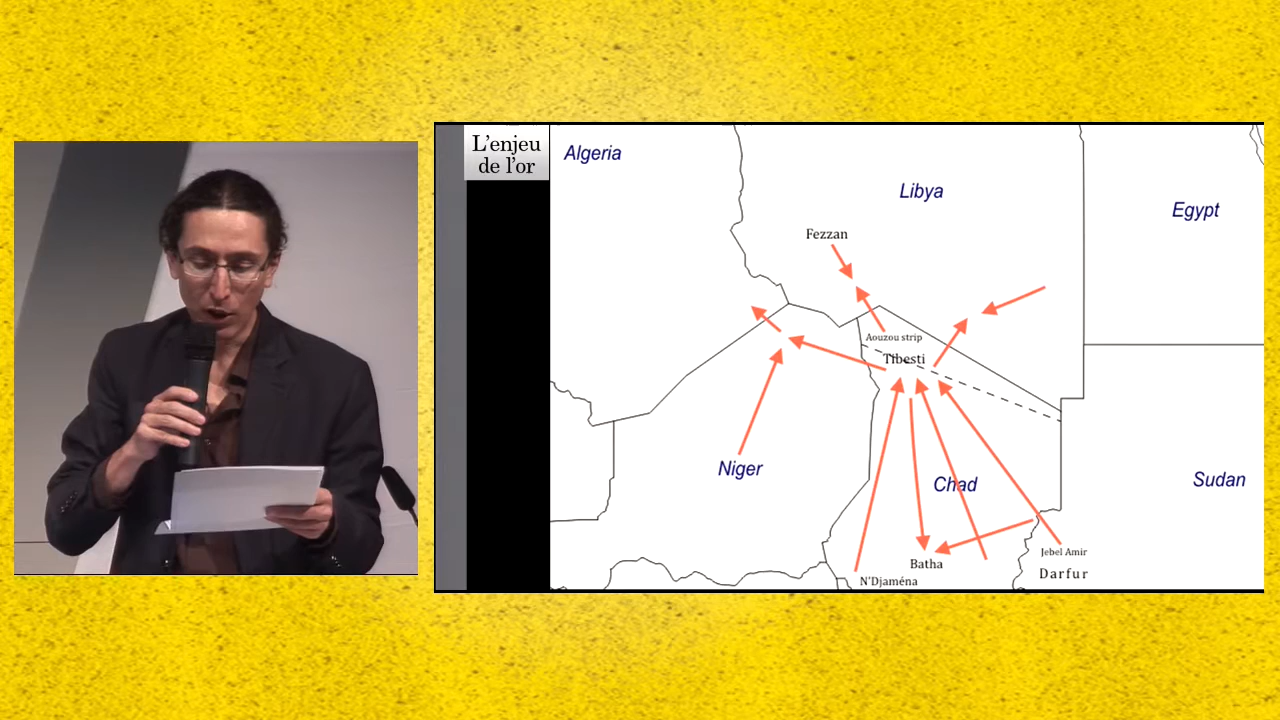 L'enjeu
de l'or
Algeria
Libya
Egypt
Fezzan
Aouzou strip
Tibesti
Niger
Chad
Sudan
Jebel Amir
Batha
Darfur
N'Djaména